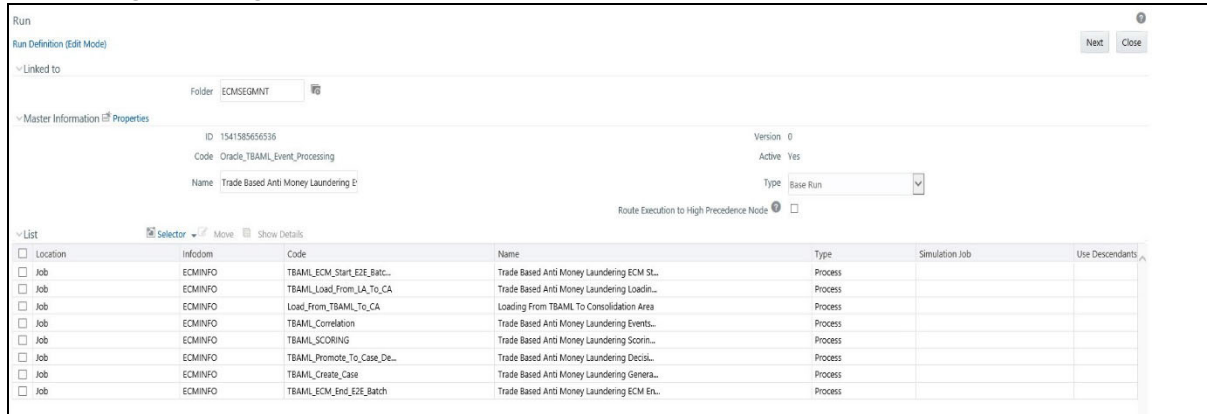 Run
Run Definition (Edit Mode) Next Close
Linked to
Folder ECMSEGMNT
Master Information Properties
ID 1541585656536 Version 0
Code Oracle_TBAML_Event_Processing Active Yes
Name Trade Based Anti Money Laundering E Type Base Run
Route Execution to High Precedence Node
List Selector Move Show Details
Location Infodom Code Name Type Simulation Job Use Descendants
Job ECMINFO TBAML_ECM_Start_E2E_Batc... Trade Based Anti Money Laundering ECM St... Process
Job ECMINFO TBAML_Load_From_LA_To_CA Trade Based Anti Money Laundering Loadin... Process
Job ECMINFO Load_From_TBAML_To_CA Loading From TBAML To Consolidation Area Process
Job ECMINFO TBAML_Correlation Trade Based Anti Money Laundering Events... Process
Job ECMINFO TBAML_SCORING Trade Based Anti Money Laundering Scorin... Process
Job ECMINFO TBAML_Promote_To_Case_De... Trade Based Anti Money Laundering Decisi... Process
Job ECMINFO TBAML_Create_Case Trade Based Anti Money Laundering Genera... Process
Job ECMINFO TBAML_ECM_End_E2E_Batch Trade Based Anti Money Laundering ECM En... Process